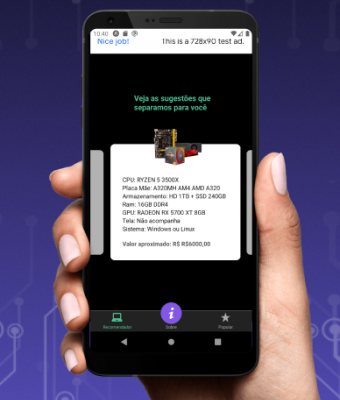 10:40
Nice job! This is a 728x90 test ad.
Veja as sugestões que
separamos para você
CPU: RYZEN 5 3500X
Placa Mãe: A320MH AM4 AMD A320
Armazenamento: HD 1TB + SSD 240GB
Ram: 16GB DDR4
GPU: RADEON RX 5700 XT 8GB
Tela: Não acompanha
Sistema: Windows ou Linux
Valor aproximado: R$ R$6000,00
Recomendador
Sobre
Popular